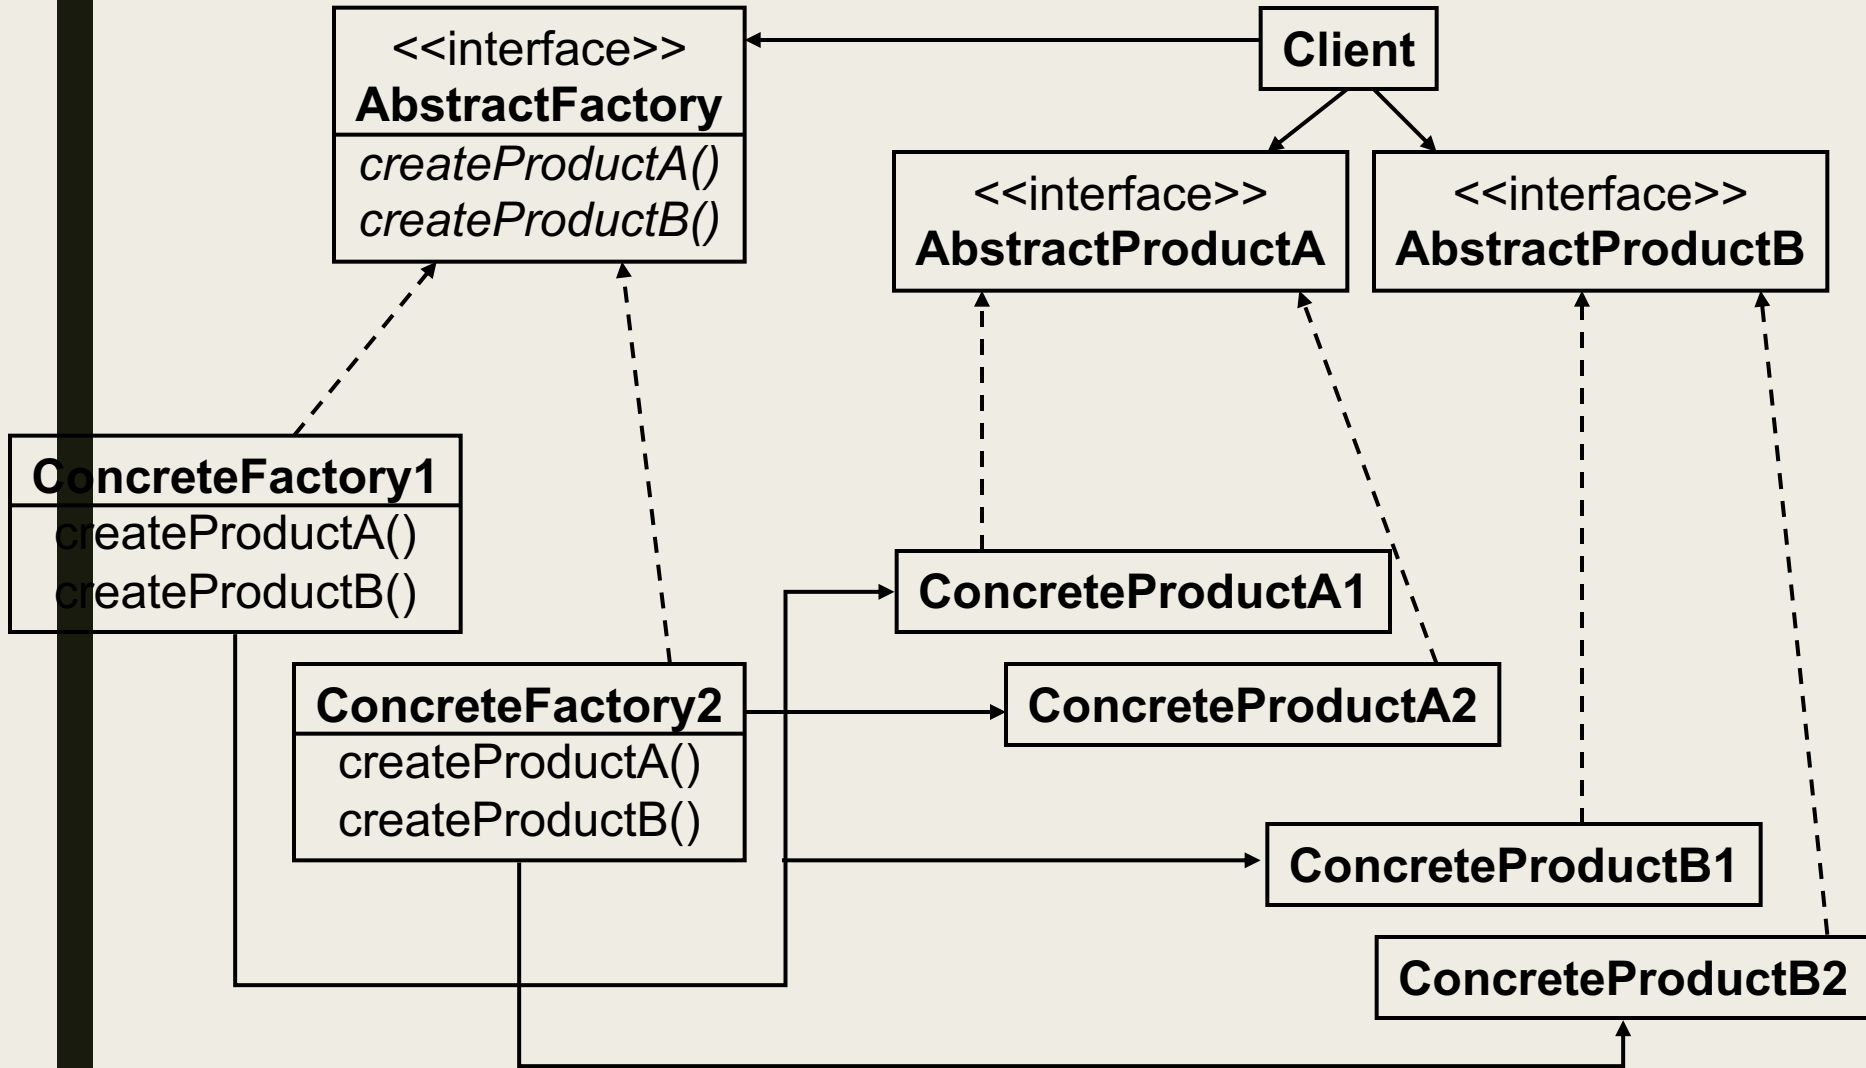 <<interface>>
AbstractFactory
createProductA()
createProductB()
Client
<<interface>>
AbstractProductA
<<interface>>
AbstractProductB
ConcreteFactory1
createProductA()
createProductB()
ConcreteProductA1
ConcreteFactory2
createProductA()
createProductB()
ConcreteProductA2
ConcreteProductB1
ConcreteProductB2